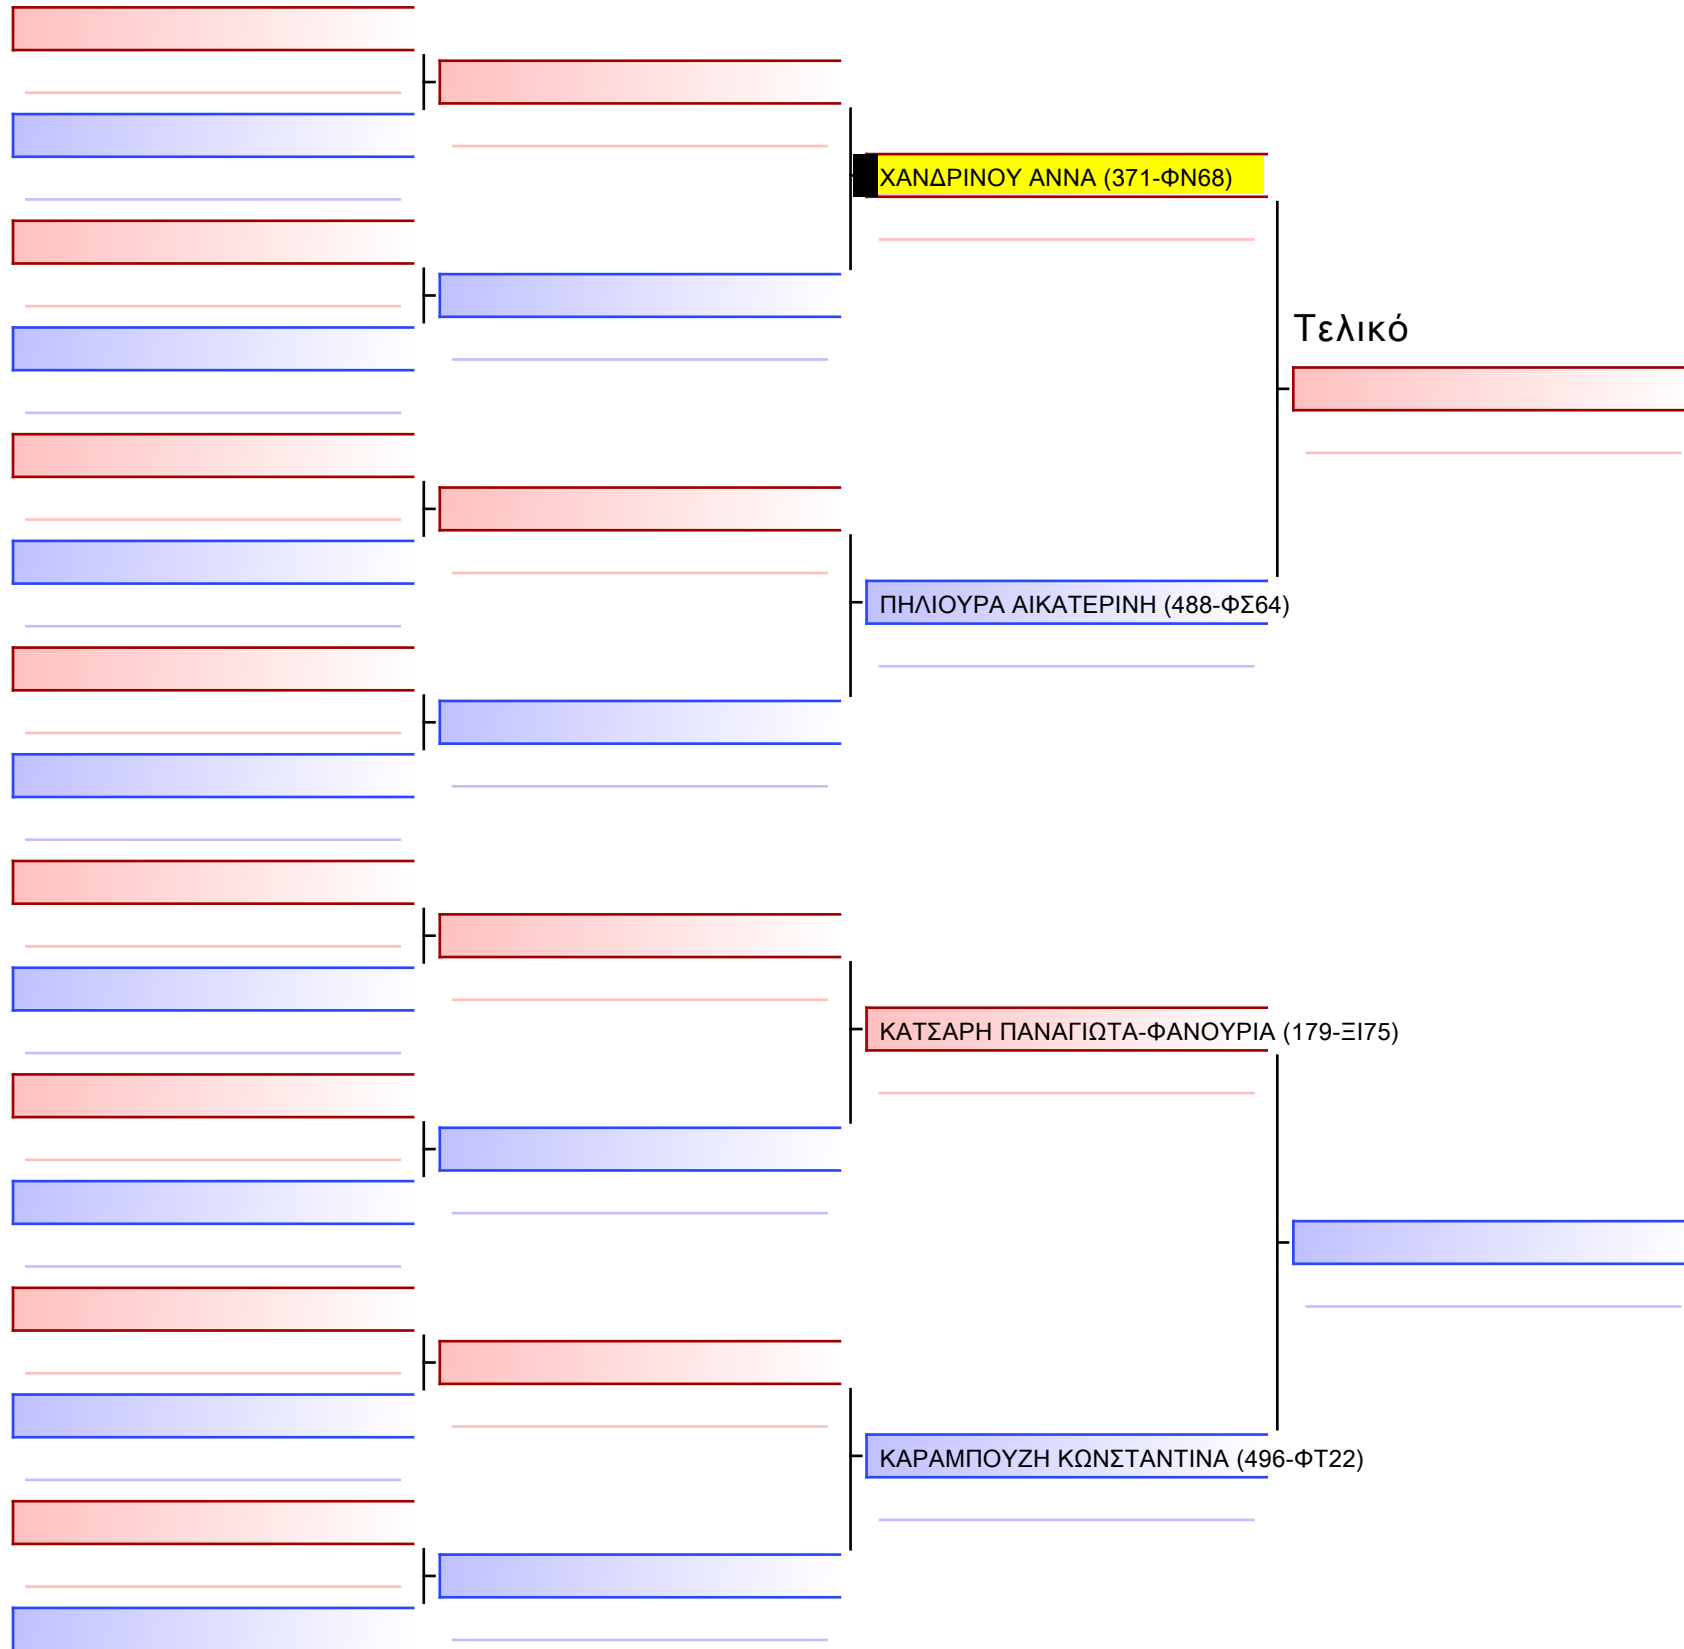 ΧΑΝΔΡΙΝΟΥ ΑΝΝΑ (371-ΦΝ68)
Τελικό
ΠΗΛΙΟΥΡΑ ΑΙΚΑΤΕΡΙΝΗ (488-ΦΣ64)
ΚΑΤΣΑΡΗ ΠΑΝΑΓΙΩΤΑ-ΦΑΝΟΥΡΙΑ (179-ΞΙ75)
ΚΑΡΑΜΠΟΥΖΗ ΚΩΝΣΤΑΝΤΙΝΑ (496-ΦΤ22)